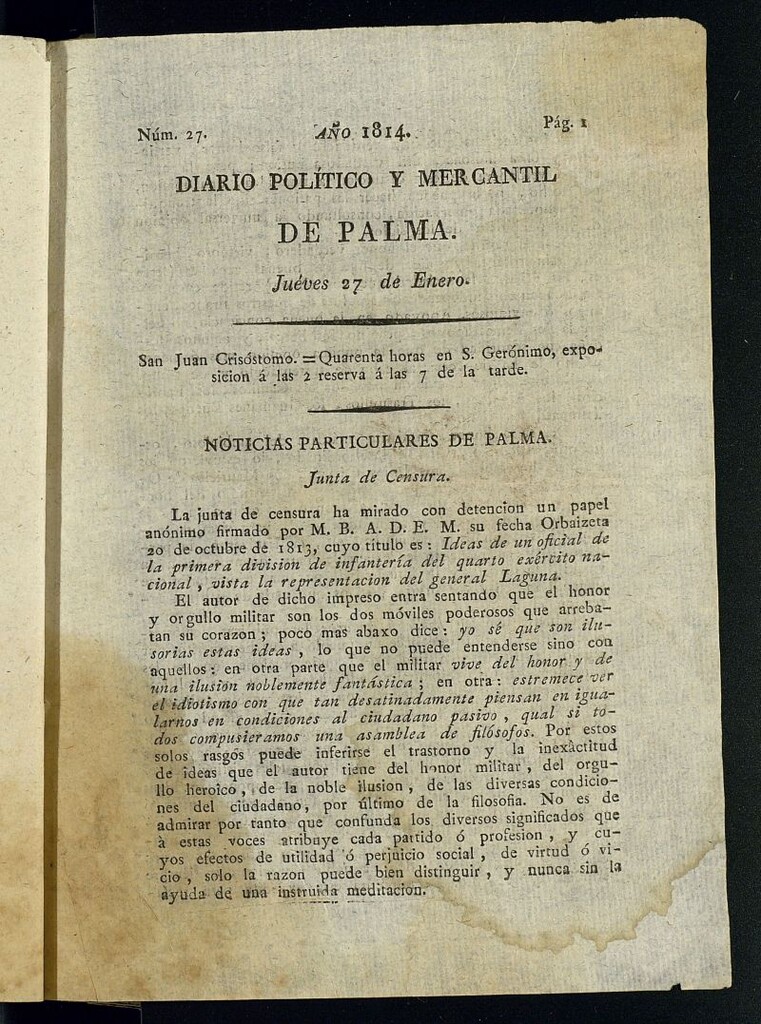 Núm. 27. AÑO 1814. Pág. 1
DIARIO POLÍTICO Y MERCANTIL
DE PALMA.
Juéves 27 de Enero.
San Juan Crisóstomo. = Quarenta horas en S. Gerónimo, expo-
sicion á las 2 reserva á las 7 de la tarde.
NOTICIAS PARTICULARES DE PALMA.
Junta de Censura.
La junta de censura ha mirado con detencion un papel
anónimo firmado por M. B. A. D. E. M. su fecha Orbaizeta
20 de octubre de 1813, cuyo título es: Ideas de un oficial de
la primera division de infantería del quarto exército na-
cional, vista la representacion del general Laguna.
El autor de dicho impreso entra sentando que el honor
y orgullo militar son los dos móviles poderosos que arreba-
tan su corazon; poco mas abaxo dice: yo sé que son ilu-
sorias estas ideas, lo que no puede entenderse sino con
aquellos: en otra parte que el militar vive del honor y de
una ilusion noblemente fantástica; en otra: estremece ver
el idiotismo con que tan desatinadamente piensan en igua-
larnos en condiciones al ciudadano pasivo, qual si to-
dos compusieramos una asamblea de filósofos. Por estos
solos rasgos puede inferirse el trastorno y la inexâctitud
de ideas que el autor tiene del honor militar, del orgu-
llo heroico, de la noble ilusion, de las diversas condicio-
nes del ciudadano, por último de la filosofia. No es de
admirar por tanto que confunda los diversos significados que
à estas voces atribuye cada partido ó profesion, y cu-
yos efectos de utilidad ó perjuicio social, de virtud ó vi-
cio, solo la razon puede bien distinguir, y nunca sin la
ayuda de una instruida meditacion.